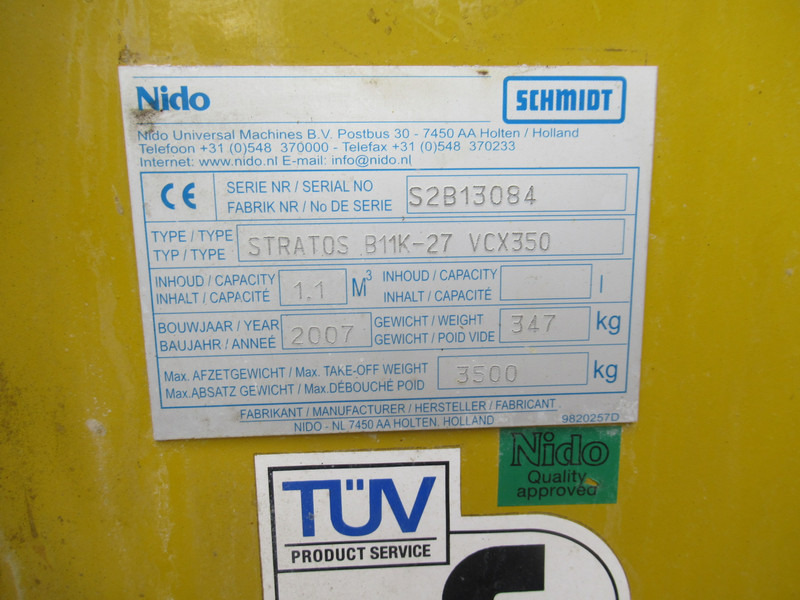 Nido SCHMIDT
Nido Universal Machines B.V. Postbus 30 - 7450 AA Holten / Holland
Telefoon +31 (0)548 370000 - Telefax +31 (0)548 370233
Internet: www.nido.nl E-mail: info@nido.nl
CE SERIE NR / SERIAL NO S2B13084
FABRIK NR / No DE SERIE
TYPE / TYPE STRATOS B11K-27 VCX350
TYP / TYPE
INHOUD / CAPACITY 1,1 M3 INHOUD / CAPACITY l
INHALT / CAPACITÉ INHALT / CAPACITÉ
BOUWJAAR / YEAR 2007 GEWICHT / WEIGHT 347 kg
BAUJAHR / ANNEÉ GEWICHT / POID VIDE
Max. AFZETGEWICHT / Max. TAKE-OFF WEIGHT 3500 kg
Max.ABSATZ GEWICHT / Max.DÉBOUCHÉ POID
FABRIKANT / MANUFACTURER / HERSTELLER / FABRICANT
NIDO - NL 7450 AA HOLTEN, HOLLAND 9820257D
Nido
Quality
approved
TÜV
PRODUCT SERVICE